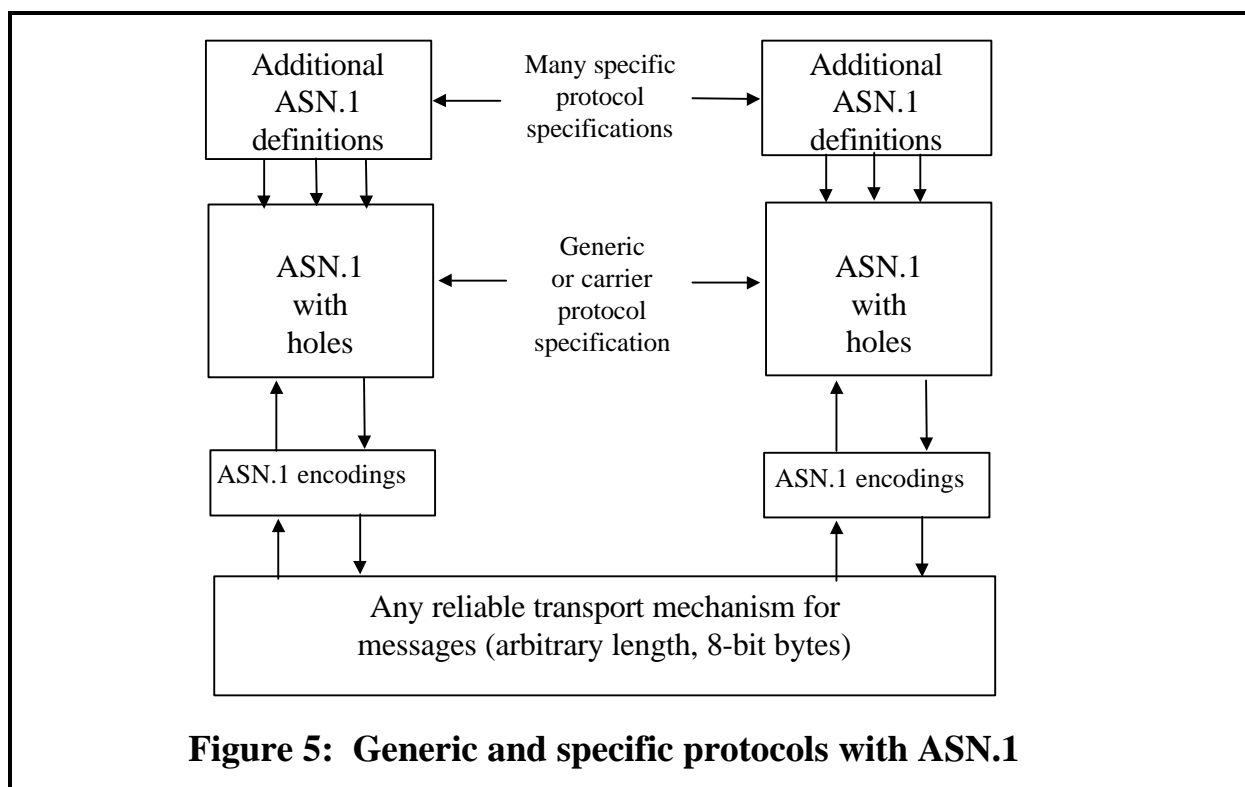 Additional
ASN.1
definitions
Many specific
protocol
specifications
Additional
ASN.1
definitions
ASN.1
with
holes
Generic
or carrier
protocol
specification
ASN.1
with
holes
ASN.1 encodings
ASN.1 encodings
Any reliable transport mechanism for
messages (arbitrary length, 8-bit bytes)
Figure 5:  Generic and specific protocols with ASN.1